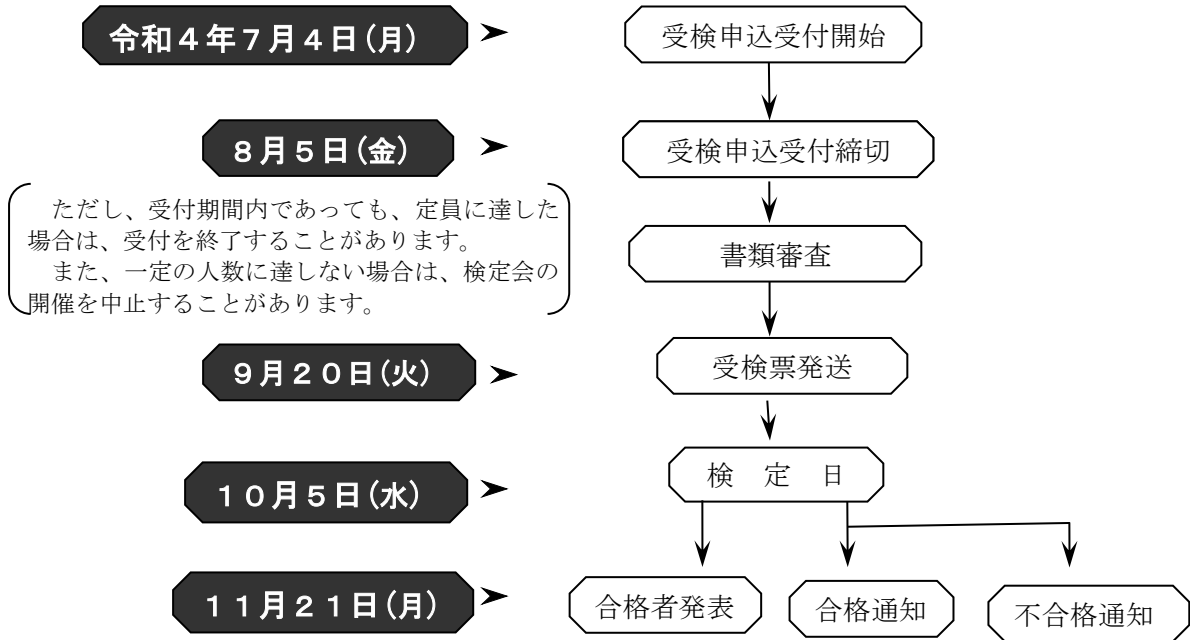 令和４年７月４日(月)
受検申込受付開始
８月５日(金)
受検申込受付締切
ただし、受付期間内であっても、定員に達した
場合は、受付を終了することがあります。
また、一定の人数に達しない場合は、検定会の
開催を中止することがあります。
書類審査
９月２０日(火)
受検票発送
１０月５日(水)
検　定　日
１１月２１日(月)
合格者発表
合格通知
不合格通知